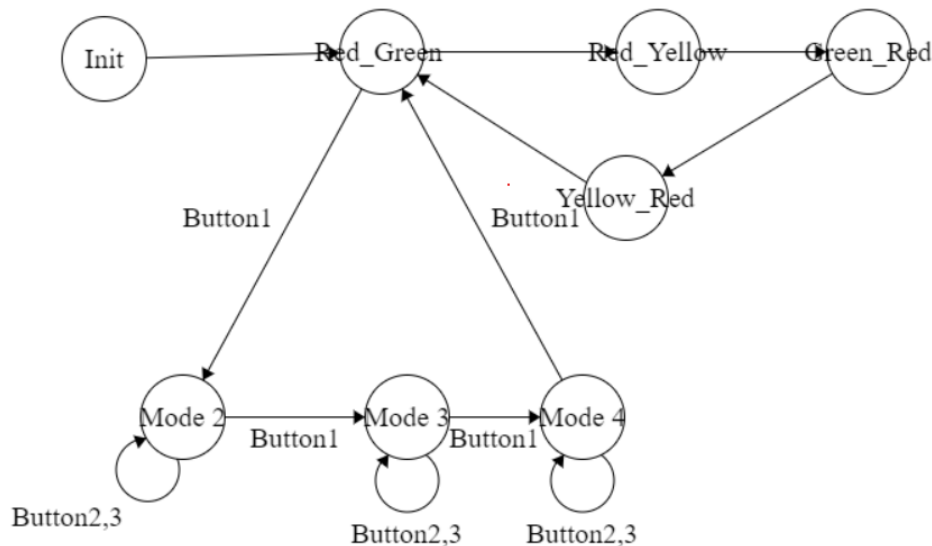 Init
Red_Green
Red_Yellow
Green_Red
Yellow_Red
Button1
Button1
Mode 2
Mode 3
Mode 4
Button1
Button1
Button2,3
Button2,3
Button2,3